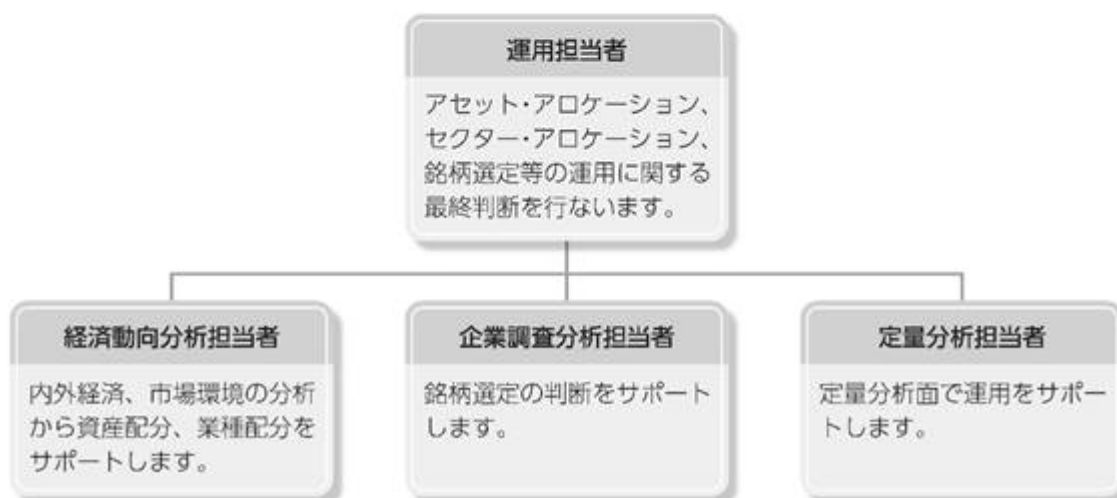 運用担当者
アセット･アロケーション、
セクター･アロケーション、
銘柄選定等の運用に関する
最終判断を行ないます。
経済動向分析担当者
内外経済、市場環境の分析
から資産配分、業種配分を
サポートします。
企業調査分析担当者
銘柄選定の判断をサポート
します。
定量分析担当者
定量分析面で運用をサポー
トします。